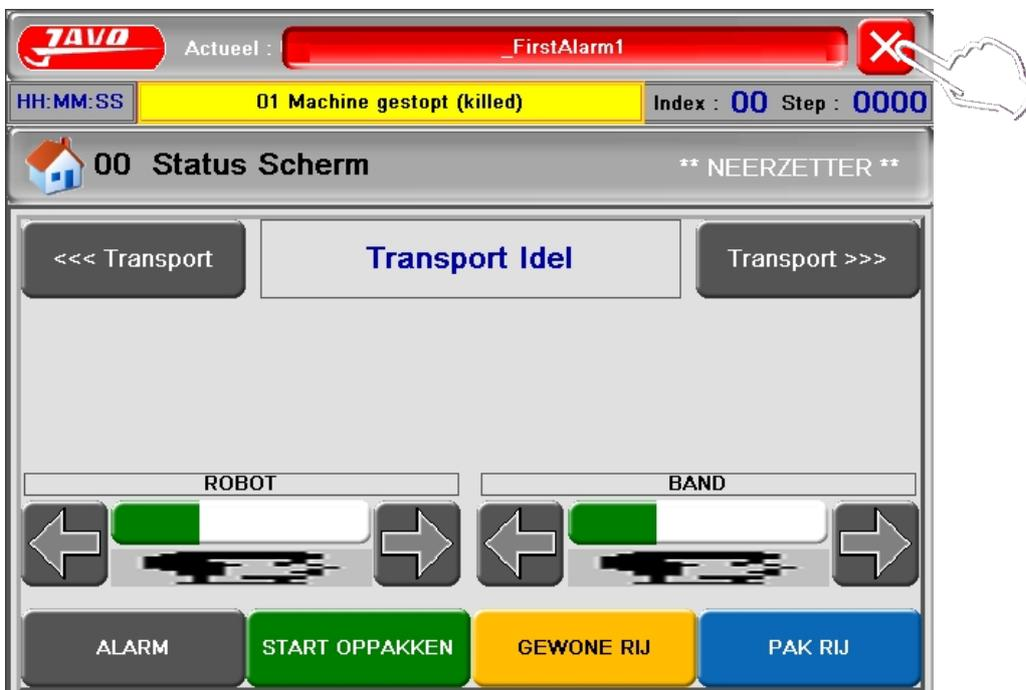 JAVO
Actueel : _FirstAlarm1
HH:MM:SS 01 Machine gestopt (killed) Index : 00 Step : 0000
00 Status Scherm ** NEERZETTER **
<<< Transport Transport Idel Transport >>>
ROBOT BAND
ALARM START OPPAKKEN GEWONE RIJ PAK RIJ